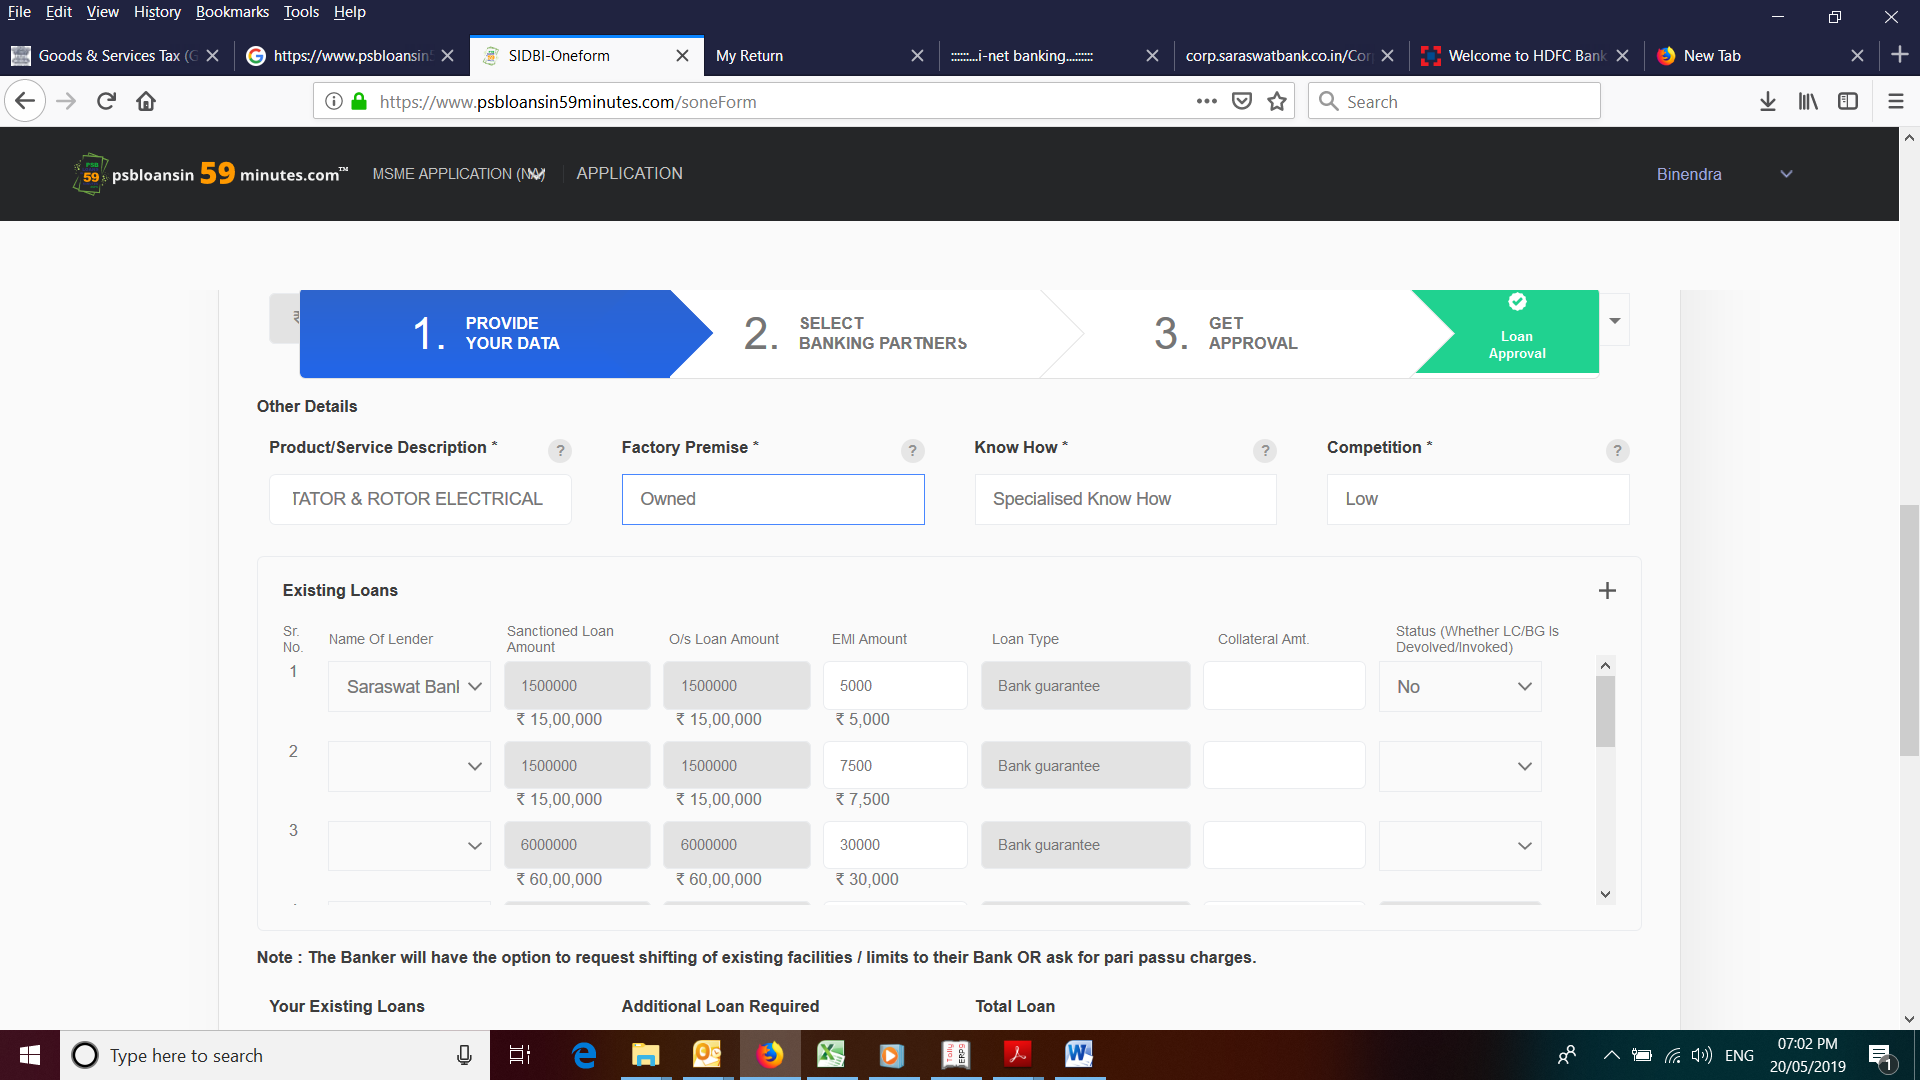 File Edit View History Bookmarks Tools Help
Goods & Services Tax (G
https://www.psbloansin5
SIDBI-Oneform
My Return
:::::::...i-net banking...::::::
corp.saraswatbank.co.in/Cor
Welcome to HDFC Bank
New Tab
https://www.psbloansin59minutes.com/soneForm
Search
PSB
59
psbloansin 59 minutes.com™
MSME APPLICATION
APPLICATION
Binendra
1. PROVIDE YOUR DATA
2. SELECT BANKING PARTNERS
3. GET APPROVAL
Loan
Approval
Other Details
Product/Service Description * ?
Factory Premise * ?
Know How * ?
Competition * ?
TATOR & ROTOR ELECTRICAL
Owned
Specialised Know How
Low
Existing Loans
Sr. No.
Name Of Lender
Sanctioned Loan Amount
O/s Loan Amount
EMI Amount
Loan Type
Collateral Amt.
Status (Whether LC/BG Is Devolved/Invoked)
1 Saraswat Banl 1500000 1500000 5000 Bank guarantee No
₹ 15,00,000 ₹ 15,00,000 ₹ 5,000
2 1500000 1500000 7500 Bank guarantee
₹ 15,00,000 ₹ 15,00,000 ₹ 7,500
3 6000000 6000000 30000 Bank guarantee
₹ 60,00,000 ₹ 60,00,000 ₹ 30,000
Note : The Banker will have the option to request shifting of existing facilities / limits to their Bank OR ask for pari passu charges.
Your Existing Loans
Additional Loan Required
Total Loan
Type here to search
ENG
07:02 PM
20/05/2019
1